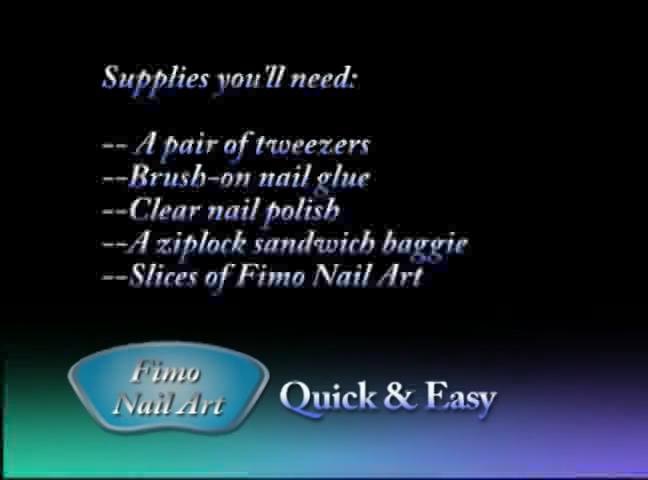 Supplies you'll need:
-- A pair of tweezers
--Brush-on nail glue
--Clear nail polish
--A ziplock sandwich baggie
--Slices of Fimo Nail Art
Fimo
Nail Art
Quick & Easy